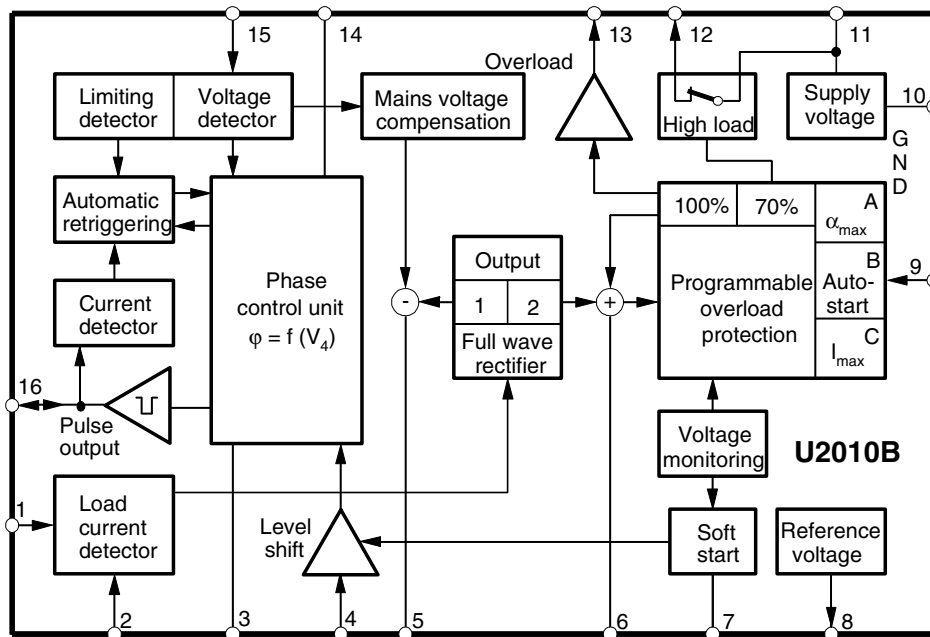 15
14
13
12
11
Overload
Limiting
detector
Voltage
detector
Mains voltage
compensation
High load
Supply
voltage
10
G
N
D
Automatic
retriggering
100%
70%
A
αmax
Phase
control unit
φ = f (V4)
Output
1
2
Full wave
rectifier
-
+
Programmable
overload
protection
B
Auto-
start
9
C
Imax
Current
detector
16
Pulse
output
Voltage
monitoring
U2010B
1
Load
current
detector
Level
shift
Soft
start
Reference
voltage
2
3
4
5
6
7
8